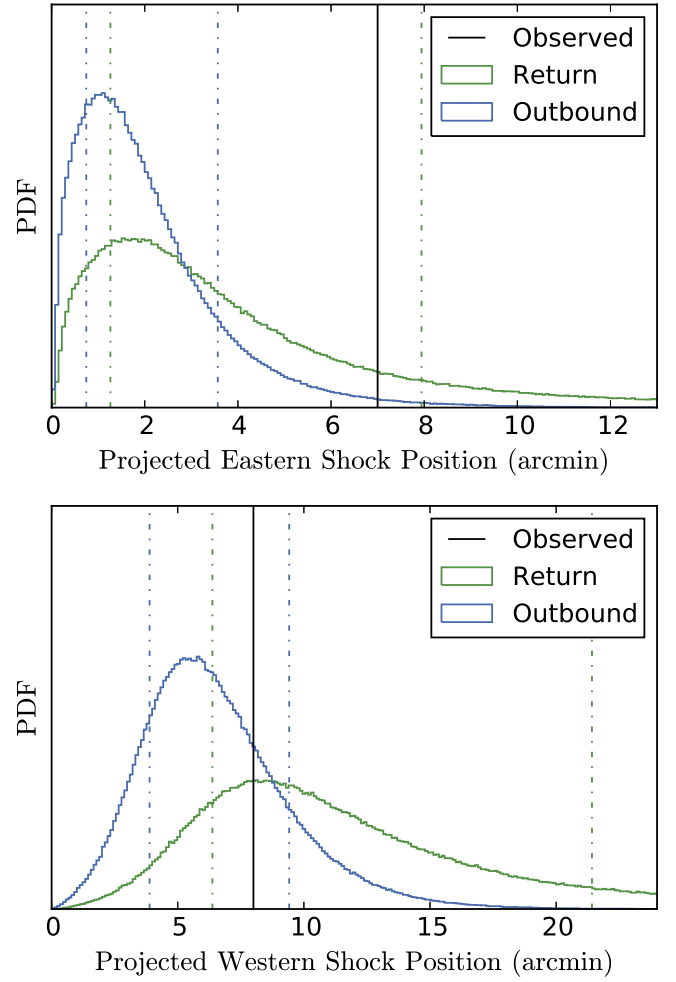 Observed
Return
Outbound
PDF
0 2 4 6 8 10 12
Projected Eastern Shock Position (arcmin)
Observed
Return
Outbound
PDF
0 5 10 15 20
Projected Western Shock Position (arcmin)